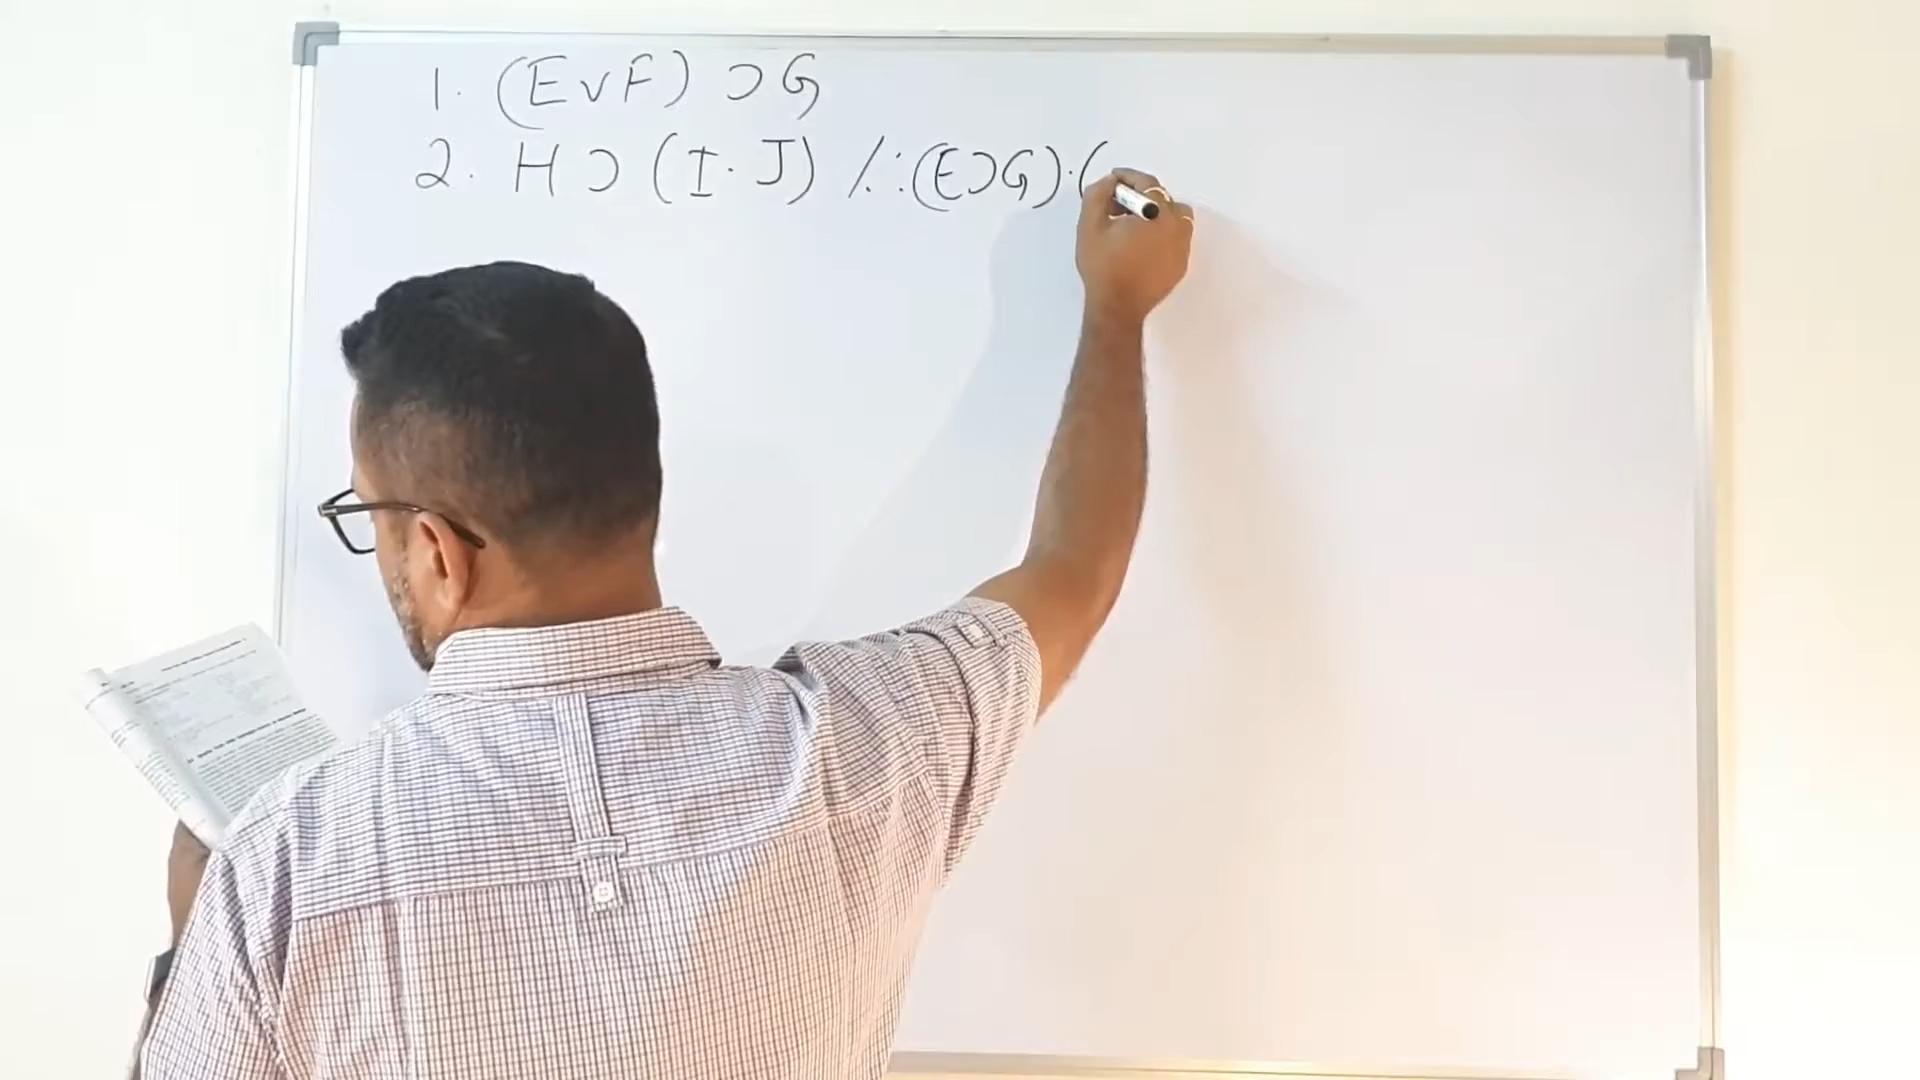 1. (E v F) ⊃ G
2. H ⊃ (I · J) /∴ (E ⊃ G) · (